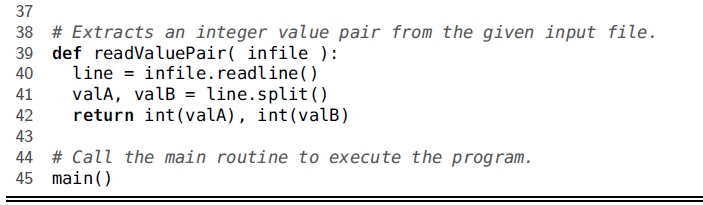 37
38 # Extracts an integer value pair from the given input file.
39 def readValuePair( infile ):
40   line = infile.readline()
41   valA, valB = line.split()
42   return int(valA), int(valB)
43
44 # Call the main routine to execute the program.
45 main()